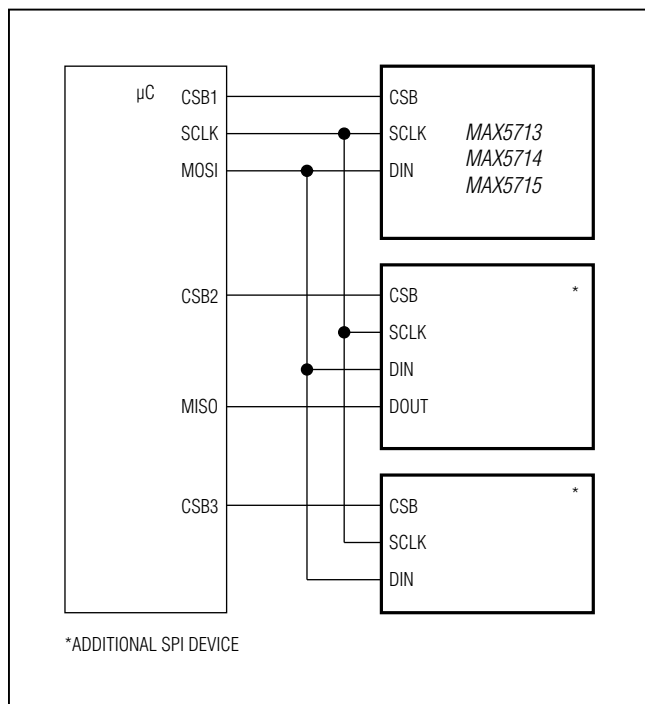 µC
CSB1
SCLK
MOSI
CSB2
MISO
CSB3
CSB
SCLK
DIN
MAX5713
MAX5714
MAX5715
CSB
*
SCLK
DIN
DOUT
CSB
*
SCLK
DIN
*ADDITIONAL SPI DEVICE